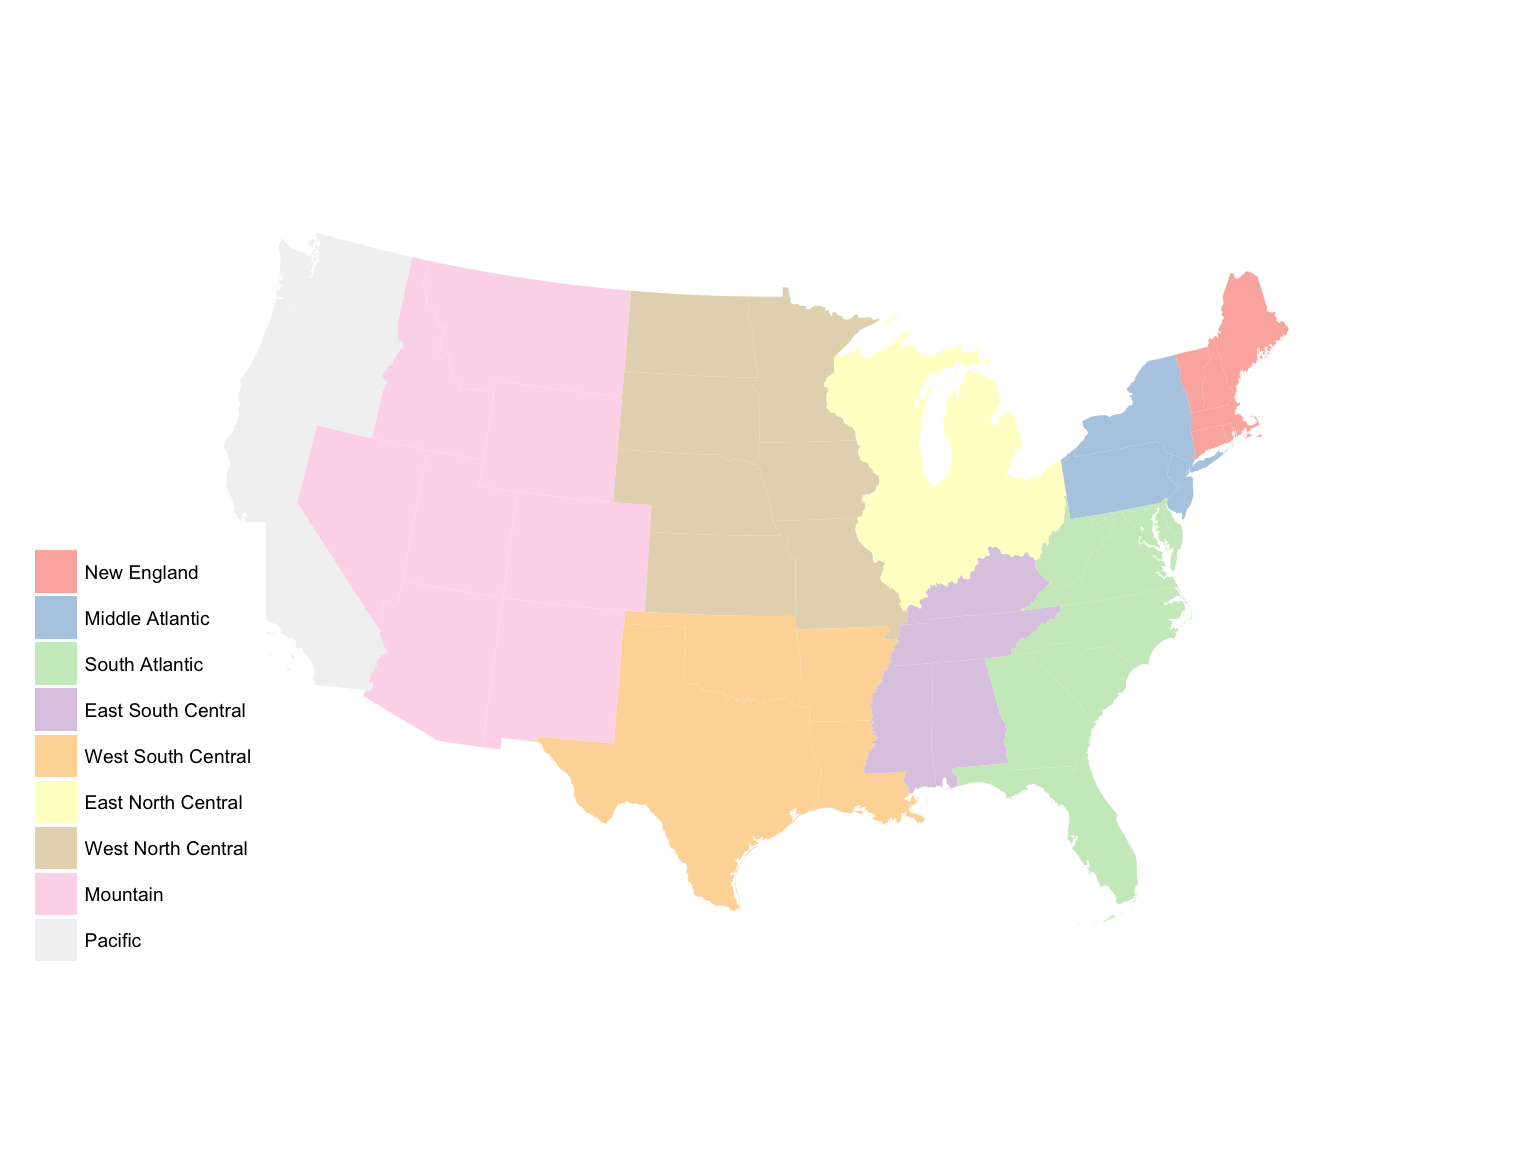 New England
Middle Atlantic
South Atlantic
East South Central
West South Central
East North Central
West North Central
Mountain
Pacific